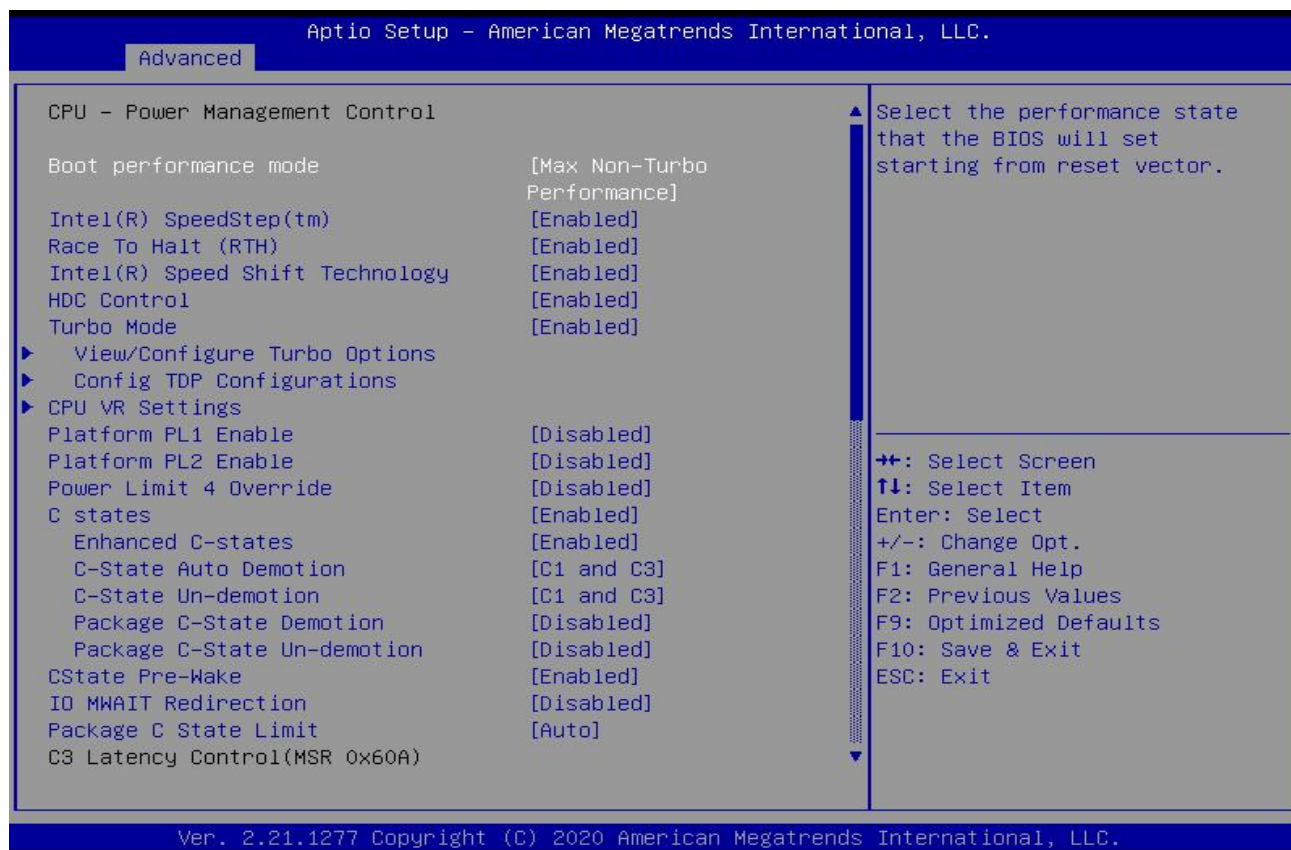 Aptio Setup – American Megatrends International, LLC.
Advanced
CPU – Power Management Control
Boot performance mode [Max Non-Turbo
Performance]
Intel(R) SpeedStep(tm) [Enabled]
Race To Halt (RTH) [Enabled]
Intel(R) Speed Shift Technology [Enabled]
HDC Control [Enabled]
Turbo Mode [Enabled]
View/Configure Turbo Options
Config TDP Configurations
CPU VR Settings
Platform PL1 Enable [Disabled]
Platform PL2 Enable [Disabled]
Power Limit 4 Override [Disabled]
C states [Enabled]
Enhanced C-states [Enabled]
C-State Auto Demotion [C1 and C3]
C-State Un-demotion [C1 and C3]
Package C-State Demotion [Disabled]
Package C-State Un-demotion [Disabled]
CState Pre-Wake [Enabled]
IO MWAIT Redirection [Disabled]
Package C State Limit [Auto]
C3 Latency Control(MSR 0x60A)
Select the performance state
that the BIOS will set
starting from reset vector.
→←: Select Screen
↑↓: Select Item
Enter: Select
+/-: Change Opt.
F1: General Help
F2: Previous Values
F9: Optimized Defaults
F10: Save & Exit
ESC: Exit
Ver. 2.21.1277 Copyright (C) 2020 American Megatrends International, LLC.